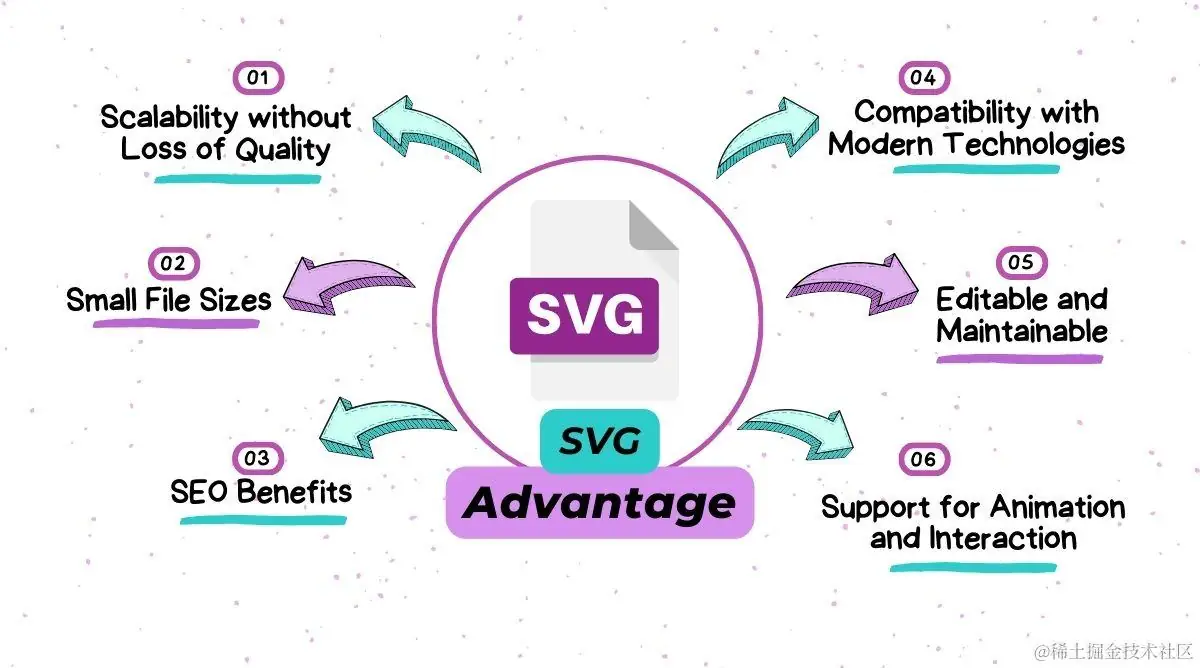 01
Scalability without
Loss of Quality
02
Small File Sizes
03
SEO Benefits
SVG
SVG
Advantage
04
Compatibility with
Modern Technologies
05
Editable and
Maintainable
06
Support for Animation
and Interaction
@稀土掘金技术社区